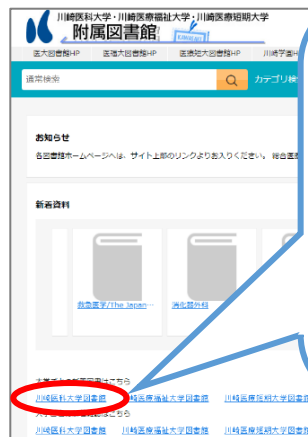 川崎医科大学・川崎医療福祉大学・川崎医療短期大学
附属図書館
医大図書館HP 医福大図書館HP 医療短大図書館HP 川崎学園H
通常検索
カテゴリ検
お知らせ
各図書館ホームページへは、サイト上部のリンクよりお入りください。 総合医
新着資料
救急医学/The Japan… 消化器外科
川崎医科大学図書館 川崎医療福祉大学図書館 川崎医療短期大学図書館
川崎医科大学図書館 川崎医療福祉大学図書館 川崎医療短期大学図書館